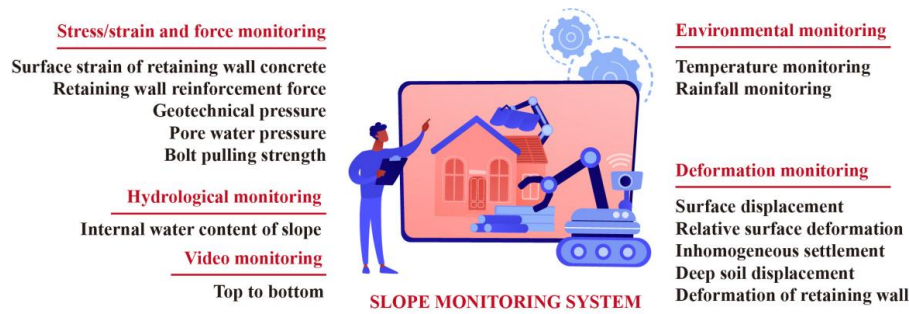 Stress/strain and force monitoring
Surface strain of retaining wall concrete
Retaining wall reinforcement force
Geotechnical pressure
Pore water pressure
Bolt pulling strength
Hydrological monitoring
Internal water content of slope
Video monitoring
Top to bottom
SLOPE MONITORING SYSTEM
Environmental monitoring
Temperature monitoring
Rainfall monitoring
Deformation monitoring
Surface displacement
Relative surface deformation
Inhomogeneous settlement
Deep soil displacement
Deformation of retaining wall